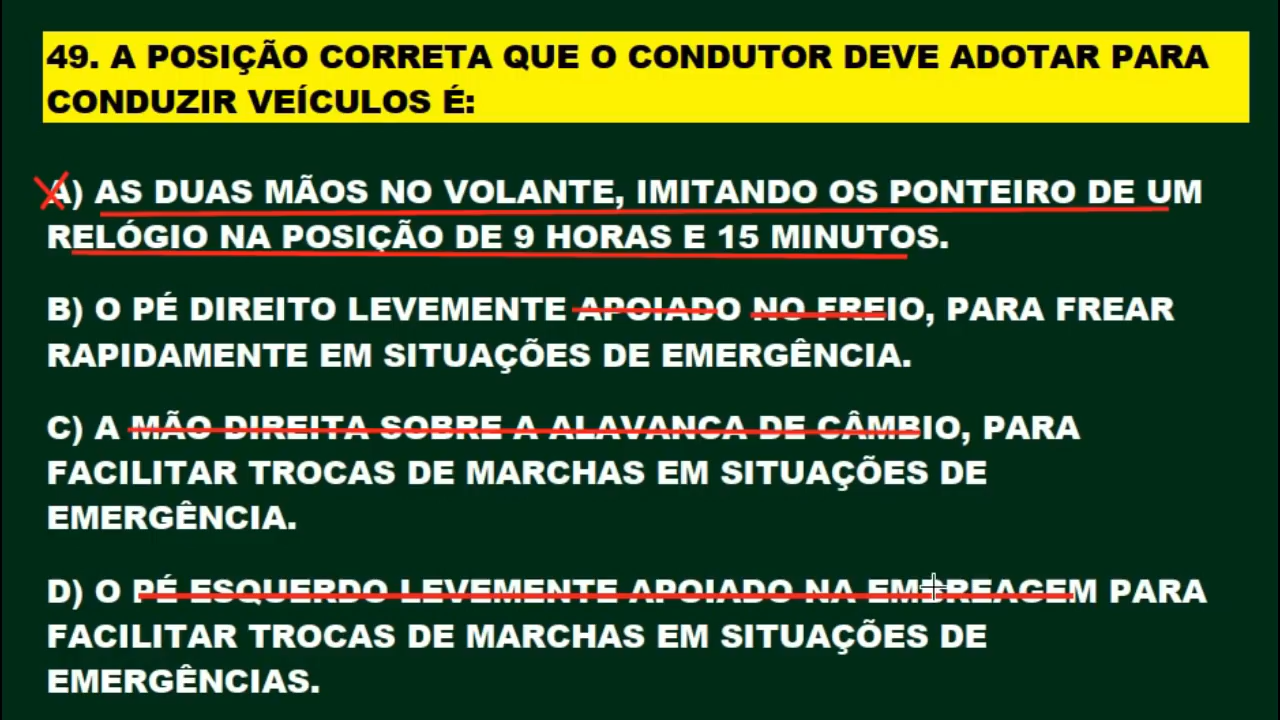 49. A POSIÇÃO CORRETA QUE O CONDUTOR DEVE ADOTAR PARA
CONDUZIR VEÍCULOS É:
A) AS DUAS MÃOS NO VOLANTE, IMITANDO OS PONTEIRO DE UM
RELÓGIO NA POSIÇÃO DE 9 HORAS E 15 MINUTOS.
B) O PÉ DIREITO LEVEMENTE APOIADO NO FREIO, PARA FREAR
RAPIDAMENTE EM SITUAÇÕES DE EMERGÊNCIA.
C) A MÃO DIREITA SOBRE A ALAVANCA DE CÂMBIO, PARA
FACILITAR TROCAS DE MARCHAS EM SITUAÇÕES DE
EMERGÊNCIA.
D) O PÉ ESQUERDO LEVEMENTE APOIADO NA EMBREAGEM PARA
FACILITAR TROCAS DE MARCHAS EM SITUAÇÕES DE
EMERGÊNCIAS.